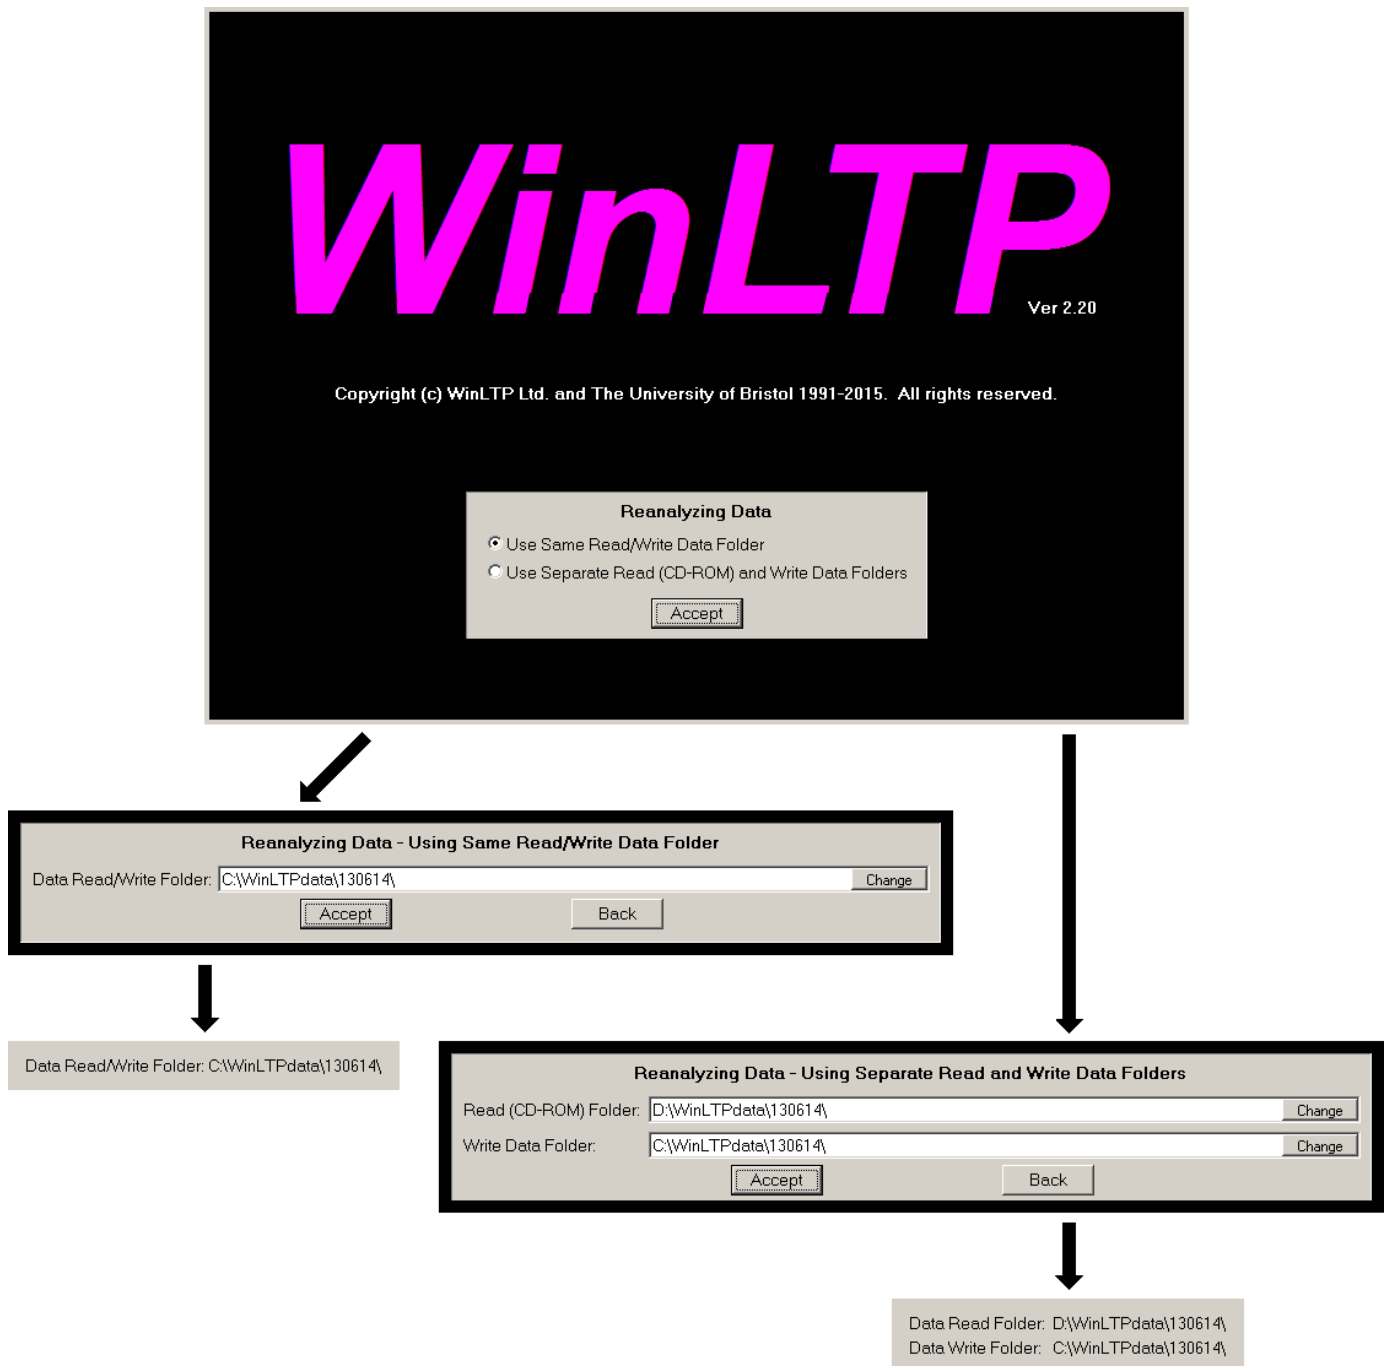 WinLTP
Ver 2.20
Copyright (c) WinLTP Ltd. and The University of Bristol 1991-2015. All rights reserved.
Reanalyzing Data
Use Same Read/Write Data Folder
Use Separate Read (CD-ROM) and Write Data Folders
Accept
Reanalyzing Data - Using Same Read/Write Data Folder
Data Read/Write Folder: C:\WinLTPdata\130614\ Change
Accept Back
Data Read/Write Folder: C:\WinLTPdata\130614\
Reanalyzing Data - Using Separate Read and Write Data Folders
Read (CD-ROM) Folder: D:\WinLTPdata\130614\ Change
Write Data Folder: C:\WinLTPdata\130614\ Change
Accept Back
Data Read Folder: D:\WinLTPdata\130614\
Data Write Folder: C:\WinLTPdata\130614\